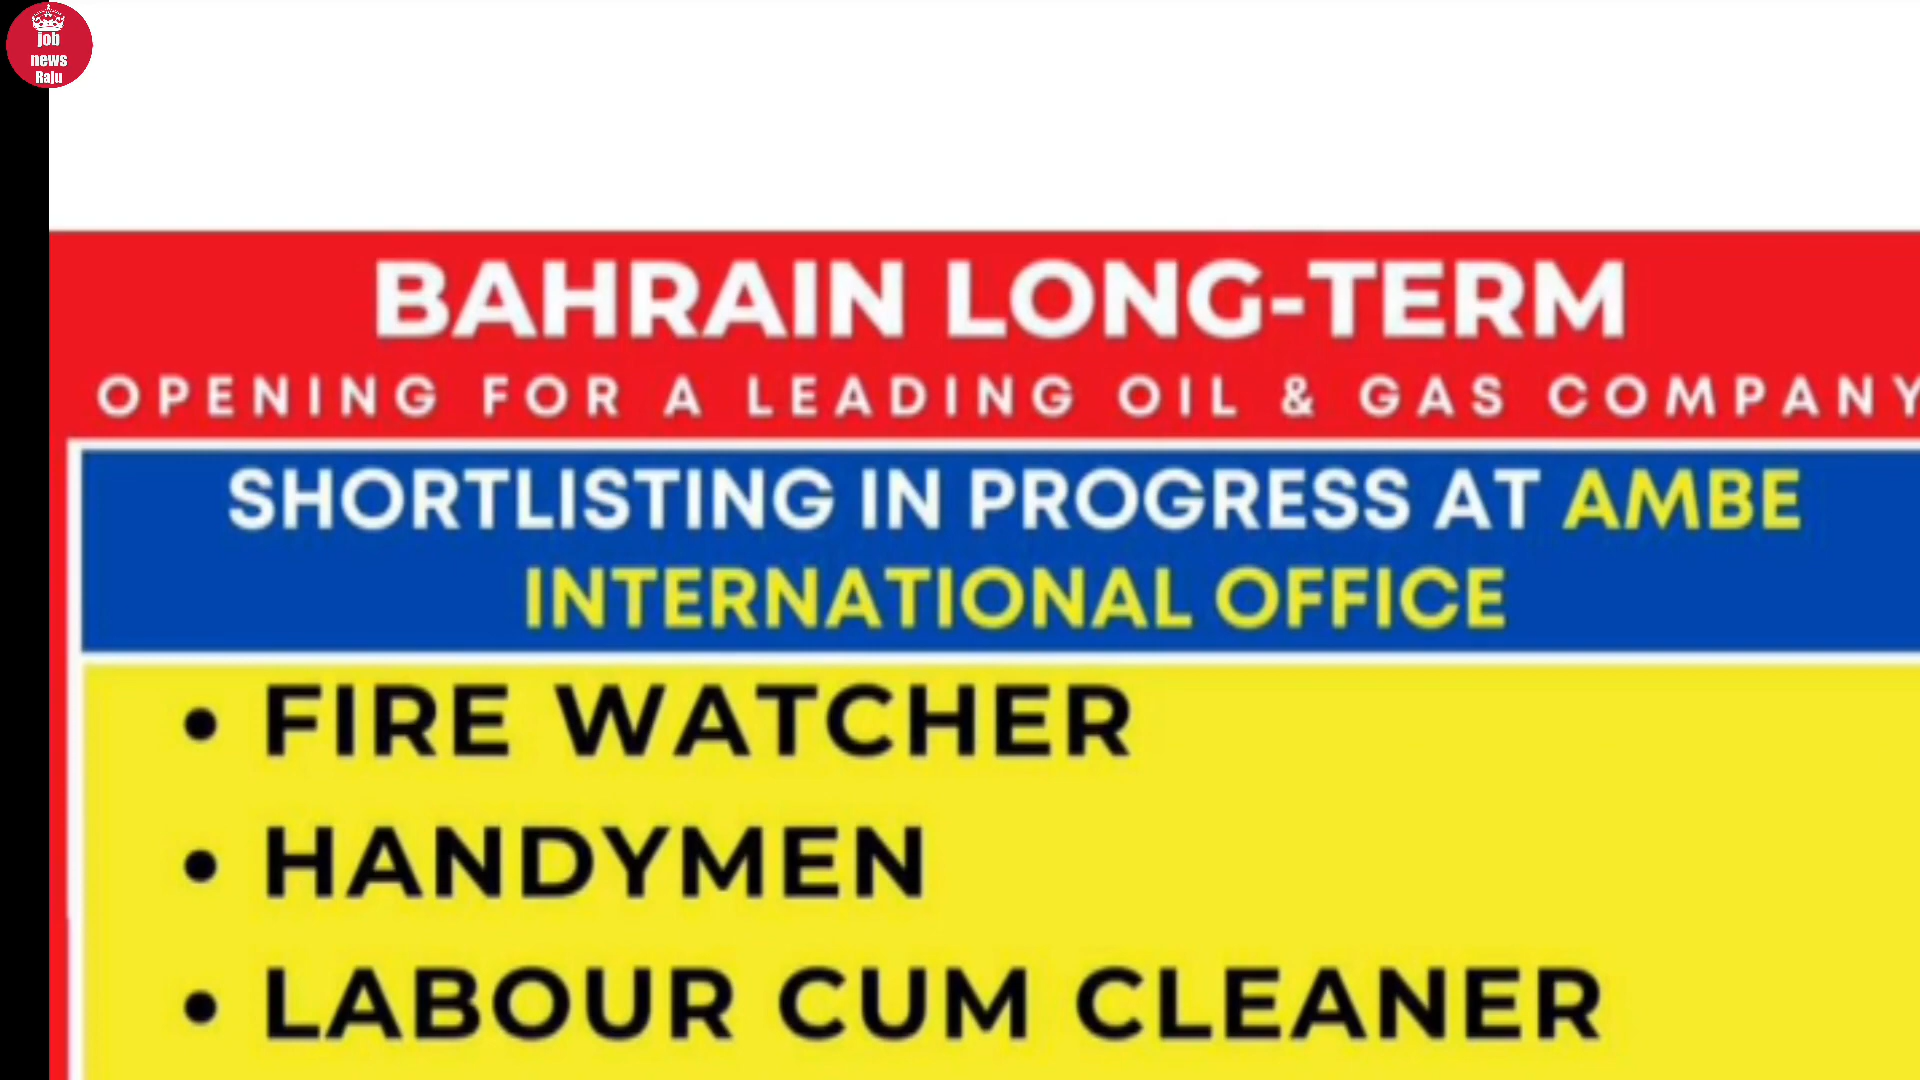 job
news
Raju
BAHRAIN LONG-TERM
OPENING FOR A LEADING OIL & GAS COMPANY
SHORTLISTING IN PROGRESS AT AMBE
INTERNATIONAL OFFICE
• FIRE WATCHER
• HANDYMEN
• LABOUR CUM CLEANER